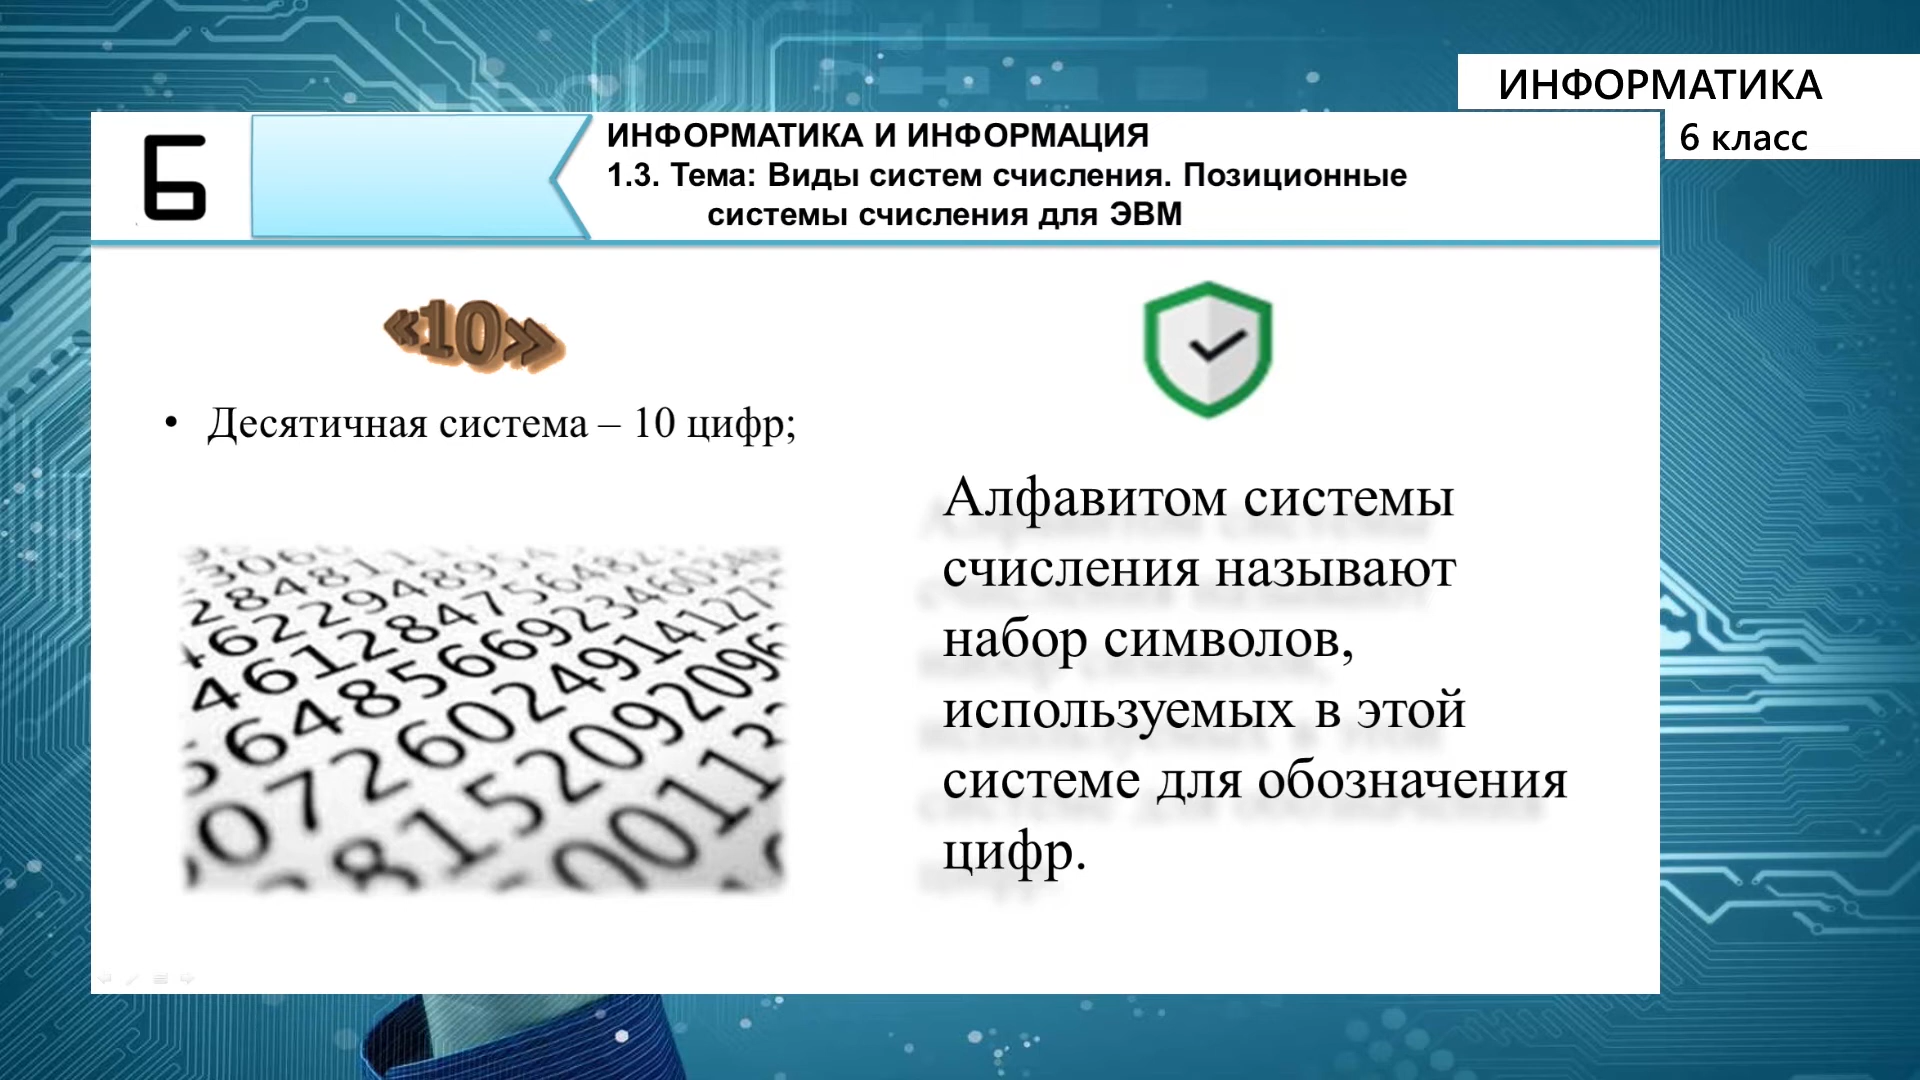 ИНФОРМАТИКА
6 класс
Б
ИНФОРМАТИКА И ИНФОРМАЦИЯ
1.3. Тема: Виды систем счисления. Позиционные
системы счисления для ЭВМ
«10»
• Десятичная система – 10 цифр;
Алфавитом системы
счисления называют
набор символов,
используемых в этой
системе для обозначения
цифр.